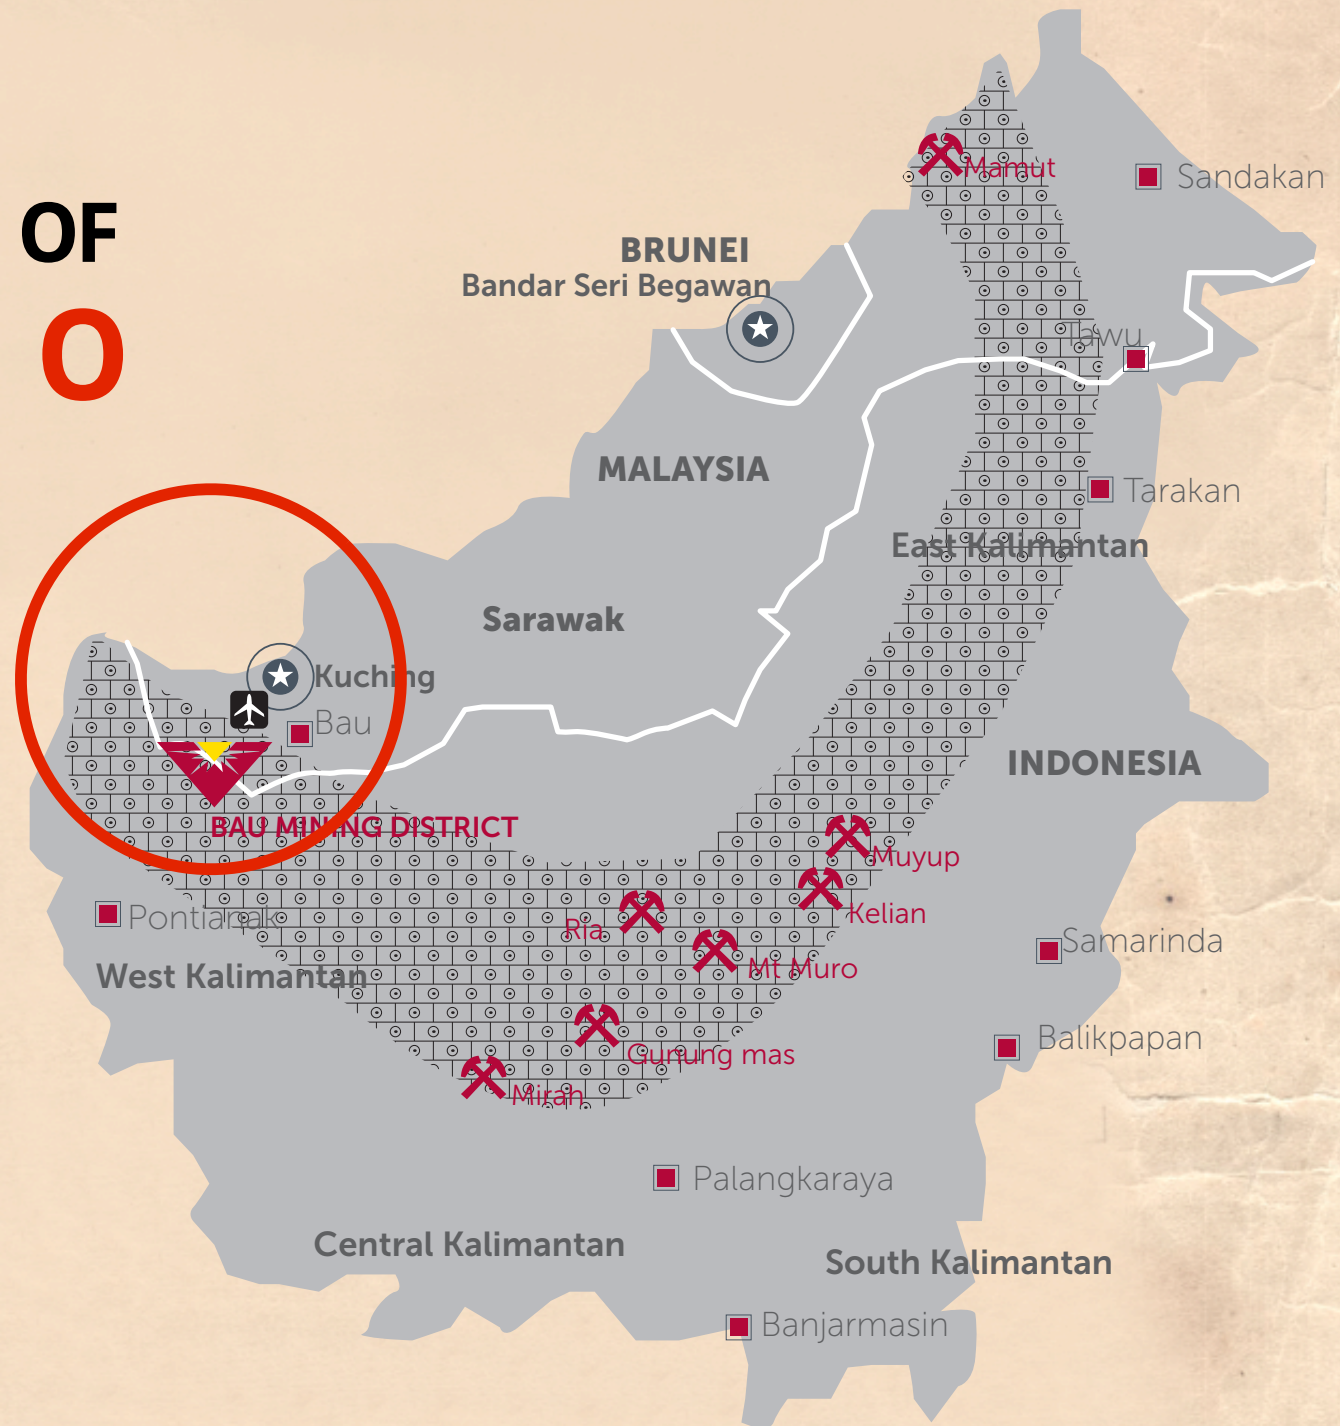 OF
O
Mamut
Sandakan
BRUNEI
Bandar Seri Begawan
Tawu
MALAYSIA
Tarakan
East Kalimantan
Sarawak
Kuching
Bau
INDONESIA
BAU MINING DISTRICT
Muyup
Kelian
Pontianak
Ria
Samarinda
Mt Muro
West Kalimantan
Balikpapan
Gunung mas
Mirah
Palangkaraya
Central Kalimantan
South Kalimantan
Banjarmasin